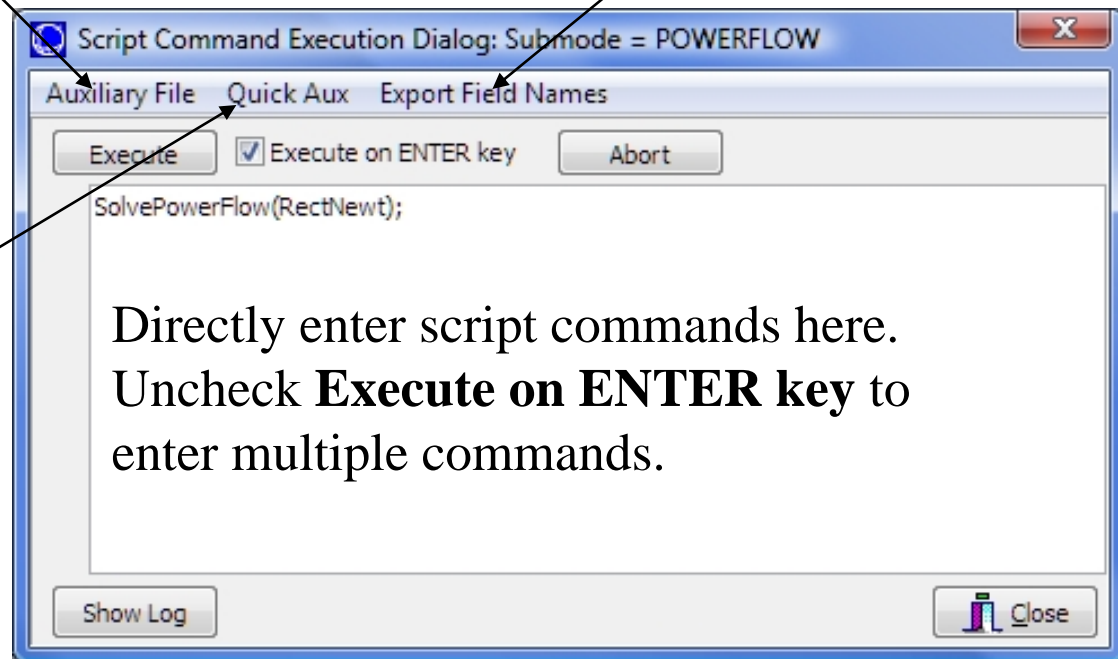 Script Command Execution Dialog: Submode = POWERFLOW
X
Auxiliary File Quick Aux Export Field Names
Execute Execute on ENTER key Abort
SolvePowerFlow(RectNewt);
Directly enter script commands here.
Uncheck Execute on ENTER key to
enter multiple commands.
Show Log Close